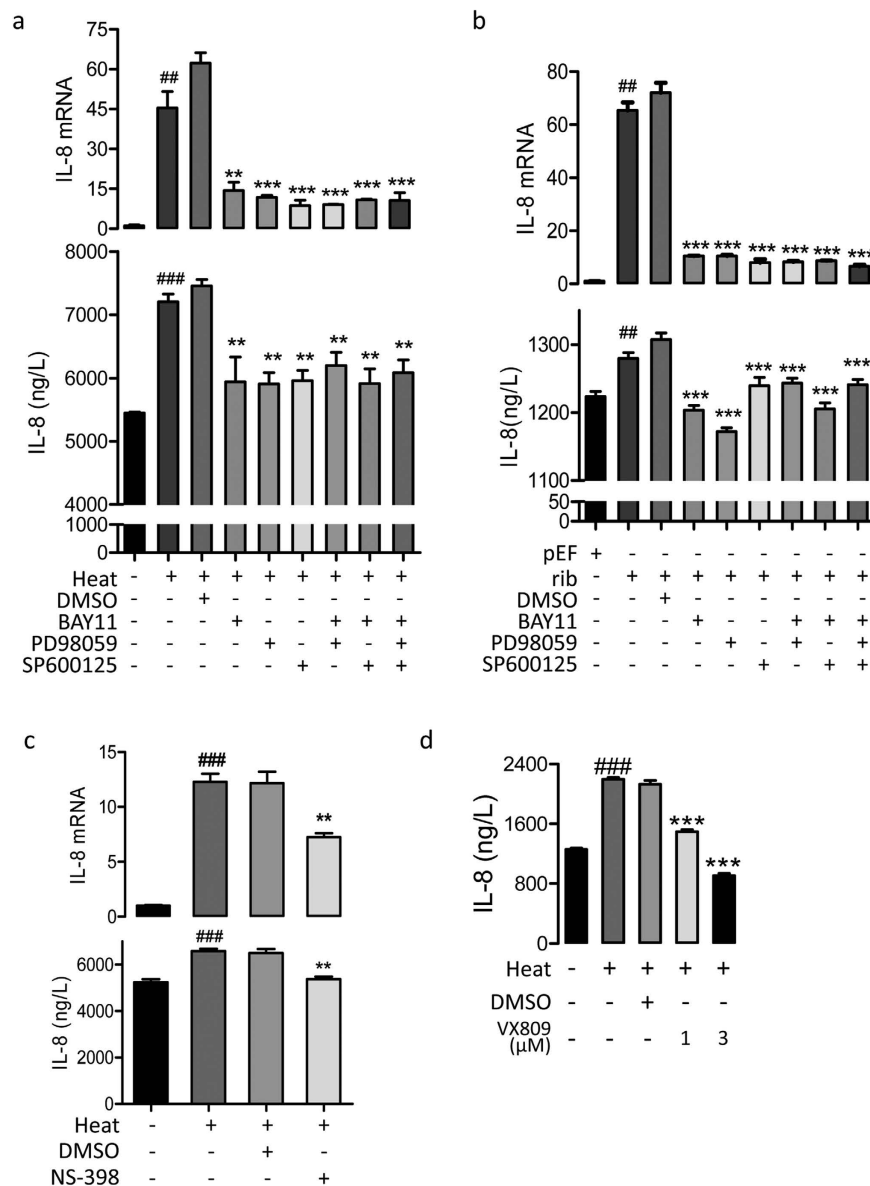 a
IL-8 mRNA
75
60
45
30
15
0
## ** *** *** *** *** ***
IL-8 (ng/L)
8000
7000
6000
5000
4000
1000
0
### ** ** ** ** ** **
Heat - + + + + + + + +
DMSO - - + - - - - - -
BAY11 - - - + - - + + +
PD98059 - - - - + - + - +
SP600125 - - - - - + - + +
b
IL-8 mRNA
80
60
40
20
0
## *** *** *** *** *** ***
IL-8(ng/L)
1300
1200
1100
50
0
## *** *** *** *** *** ***
pEF + - - - - - - - -
rib - + + + + + + + +
DMSO - - + - - - - - -
BAY11 - - - + - - + + +
PD98059 - - - - + - + - +
SP600125 - - - - - + - + +
c
IL-8 mRNA
15
10
5
0
### **
IL-8 (ng/L)
6000
4000
2000
0
### **
Heat - + + +
DMSO - - + -
NS-398 - - - +
d
IL-8 (ng/L)
2400
1600
800
0
### *** ***
Heat - + + + +
DMSO - - + - -
VX809
(μM) - - - 1 3